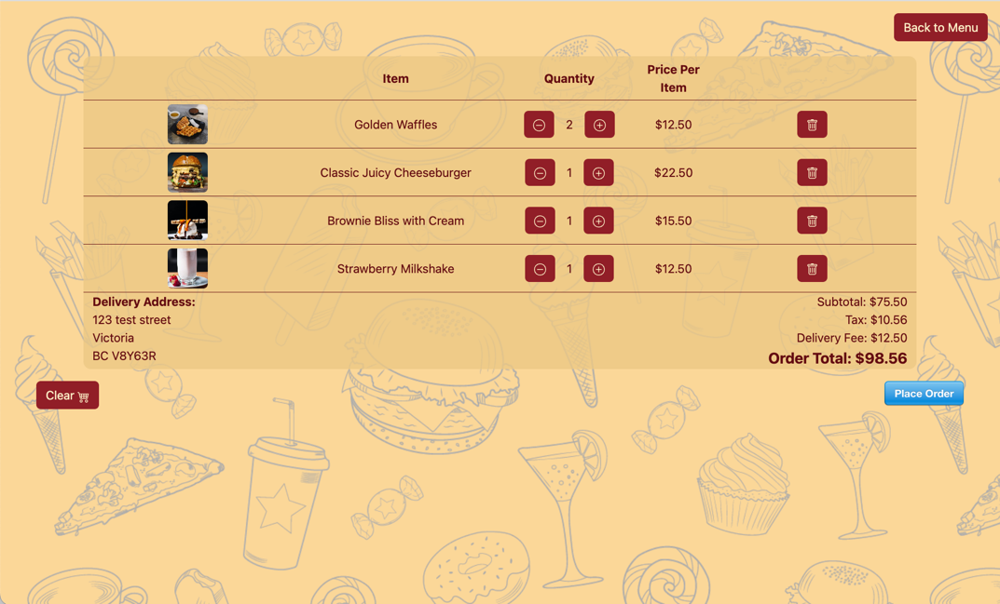 Back to Menu
Item Quantity Price Per
Item
Golden Waffles 2 $12.50
Classic Juicy Cheeseburger 1 $22.50
Brownie Bliss with Cream 1 $15.50
Strawberry Milkshake 1 $12.50
Delivery Address:
123 test street
Victoria
BC V8Y63R
Subtotal: $75.50
Tax: $10.56
Delivery Fee: $12.50
Order Total: $98.56
Clear
Place Order